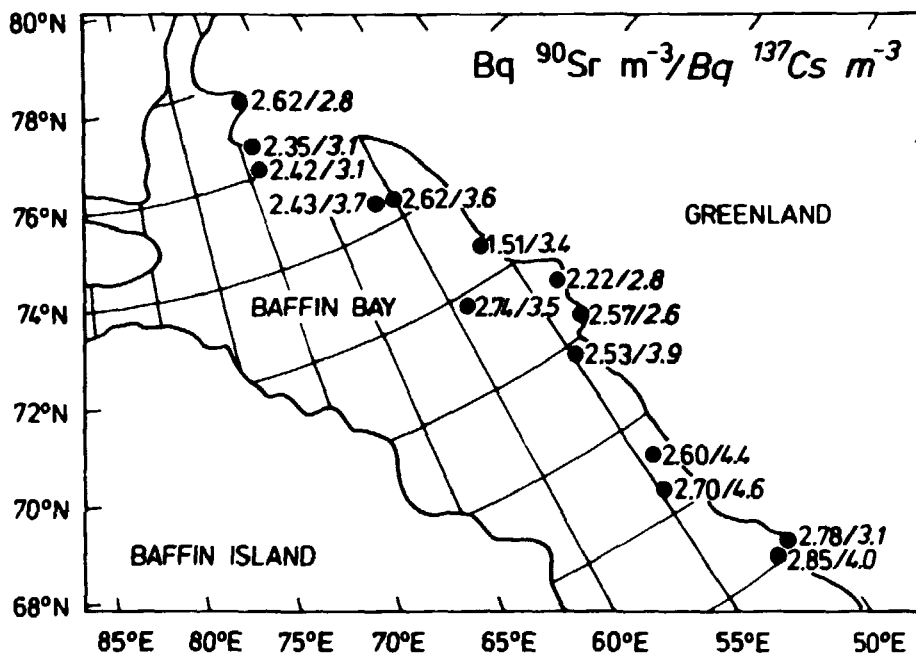 80°N
Bq ⁹⁰Sr m⁻³/Bq ¹³⁷Cs m⁻³
78°N
2.62/2.8
2.35/3.1
2.42/3.1
76°N
2.43/3.7
2.62/3.6
GREENLAND
1.51/3.4
2.22/2.8
74°N
BAFFIN BAY
2.74/3.5
2.57/2.6
2.53/3.9
72°N
2.60/4.4
2.70/4.6
70°N
2.78/3.1
BAFFIN ISLAND
2.85/4.0
68°N
85°E 80°E 75°E 70°E 65°E 60°E 55°E 50°E